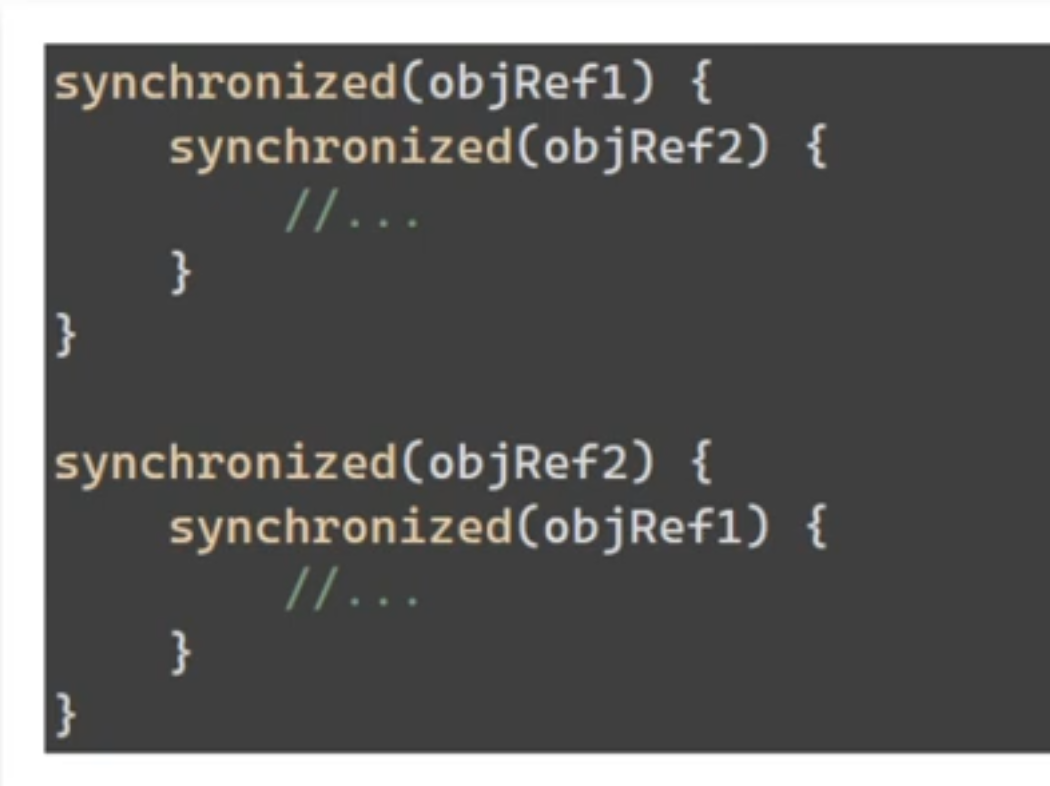 synchronized(objRef1) {
    synchronized(objRef2) {
        //...
    }
}

synchronized(objRef2) {
    synchronized(objRef1) {
        //...
    }
}